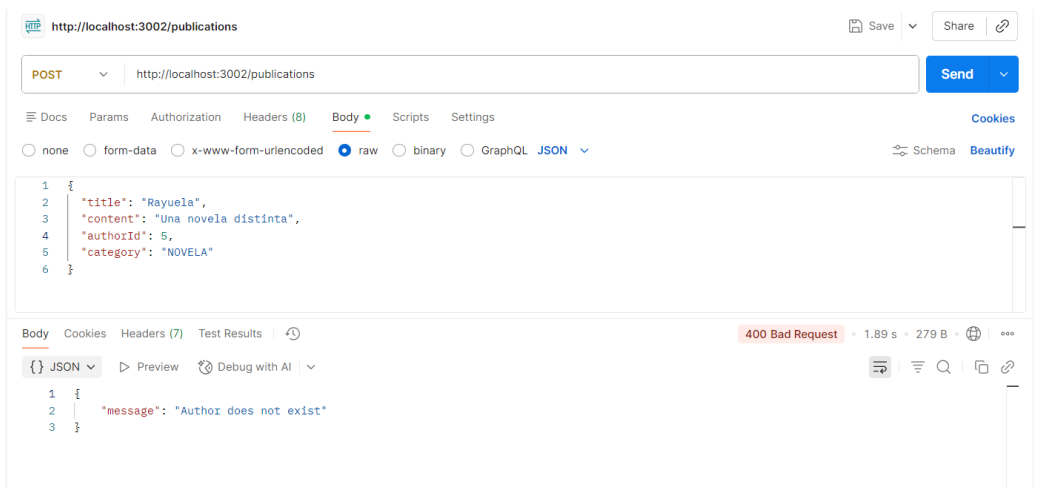 HTTP http://localhost:3002/publications Save Share
POST http://localhost:3002/publications Send
Docs Params Authorization Headers (8) Body Scripts Settings Cookies
none form-data x-www-form-urlencoded raw binary GraphQL JSON Schema Beautify
1 {
2 "title": "Rayuela",
3 "content": "Una novela distinta",
4 "authorId": 5,
5 "category": "NOVELA"
6 }
Body Cookies Headers (7) Test Results 400 Bad Request 1.89 s 279 B
{} JSON Preview Debug with AI
1 {
2 "message": "Author does not exist"
3 }